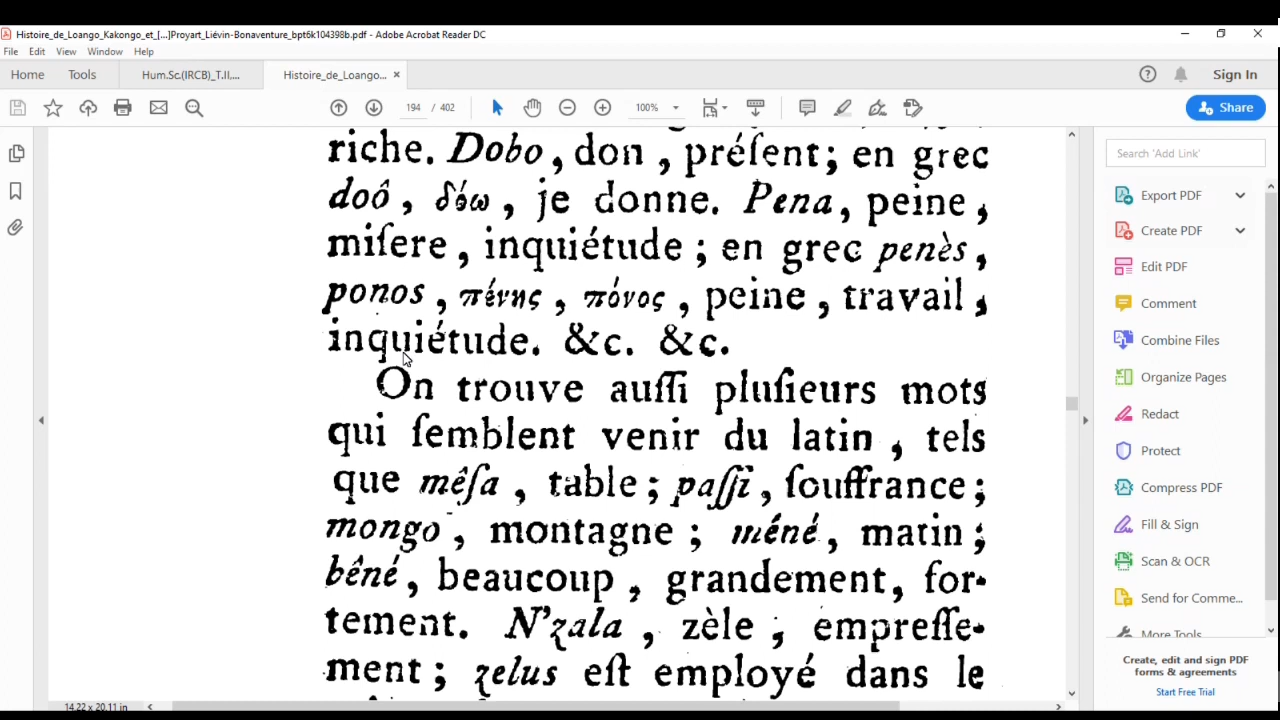 Histoire_de_Loango_Kakongo_et_[...]Proyart_Liévin-Bonaventure_bpt6k104398b.pdf - Adobe Acrobat Reader DC
File Edit View Window Help
Home Tools Hum.Sc.(IRCB)_T.II,... Histoire_de_Loango... × Sign In
194 / 402 100% Share
riche. Dobo, don, préſent; en grec
doô, δόω, je donne. Pena, peine,
miſere, inquiétude; en grec penès,
ponos, πένης, πόνος, peine, travail,
inquiétude. &c. &c.
On trouve auſſi pluſieurs mots
qui ſemblent venir du latin, tels
que mêſa, table; paſſi, ſouffrance;
mongo, montagne; méné, matin;
bêné, beaucoup, grandement, for-
tement. N'zala, zèle, empreſſe-
ment; zelus eſt employé dans le
14.22 x 20.11 in
Search 'Add Link'
Export PDF
Create PDF
Edit PDF
Comment
Combine Files
Organize Pages
Redact
Protect
Compress PDF
Fill & Sign
Scan & OCR
Send for Comme...
More Tools
Create, edit and sign PDF
forms & agreements
Start Free Trial